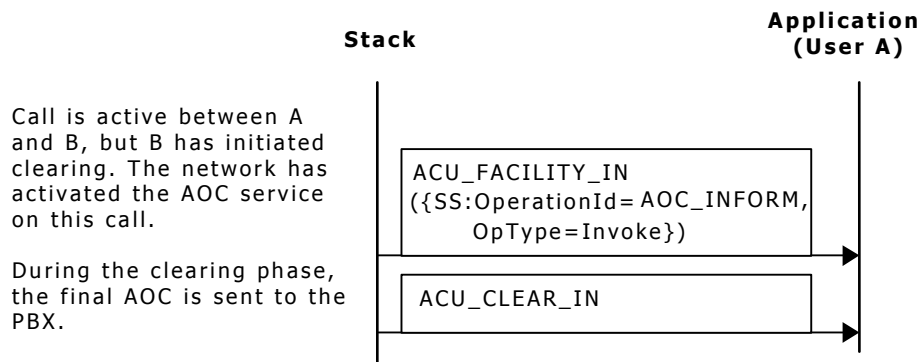 Stack
Application
(User A)
Call is active between A
and B, but B has initiated
clearing. The network has
activated the AOC service
on this call.
During the clearing phase,
the final AOC is sent to the
PBX.
ACU_FACILITY_IN
({SS:OperationId= AOC_INFORM,
OpType=Invoke})
ACU_CLEAR_IN